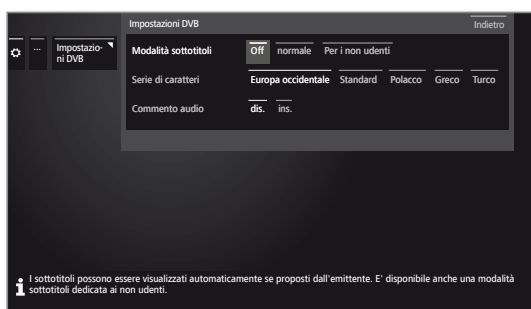 Impostazioni DVB
Indietro
...
Impostazio-
ni DVB
Modalità sottotitoli
Off normale Per i non udenti
Serie di caratteri
Europa occidentale Standard Polacco Greco Turco
Commento audio
dis. ins.
I sottotitoli possono essere visualizzati automaticamente se proposti dall'emittente. E' disponibile anche una modalità
sottotitoli dedicata ai non udenti.